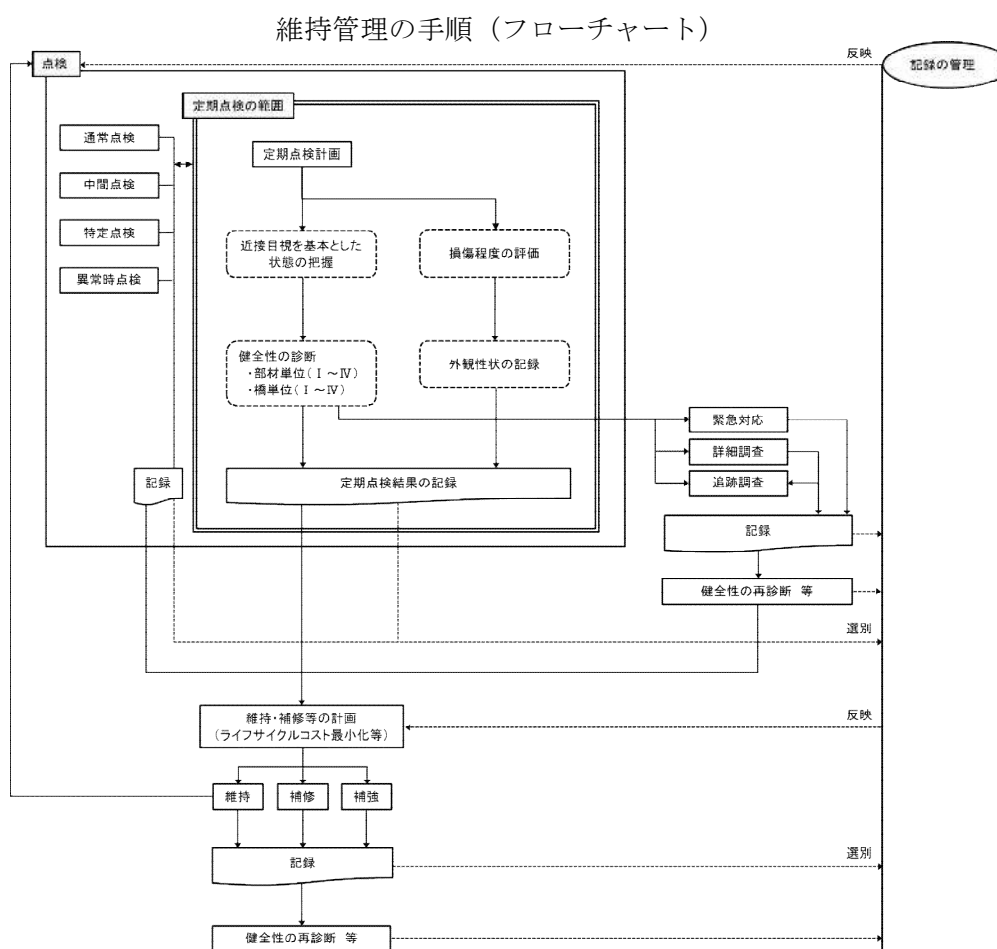 維持管理の手順（フローチャート）
点検
反映
記録の管理
定期点検の範囲
通常点検
中間点検
特定点検
異常時点検
定期点検計画
近接目視を基本とした
状態の把握
損傷程度の評価
健全性の診断
・部材単位（Ⅰ～Ⅳ）
・橋単位（Ⅰ～Ⅳ）
外観性状の記録
緊急対応
詳細調査
追跡調査
記録
定期点検結果の記録
記録
健全性の再診断 等
選別
維持・補修等の計画
（ライフサイクルコスト最小化等）
反映
維持
補修
補強
記録
選別
健全性の再診断 等